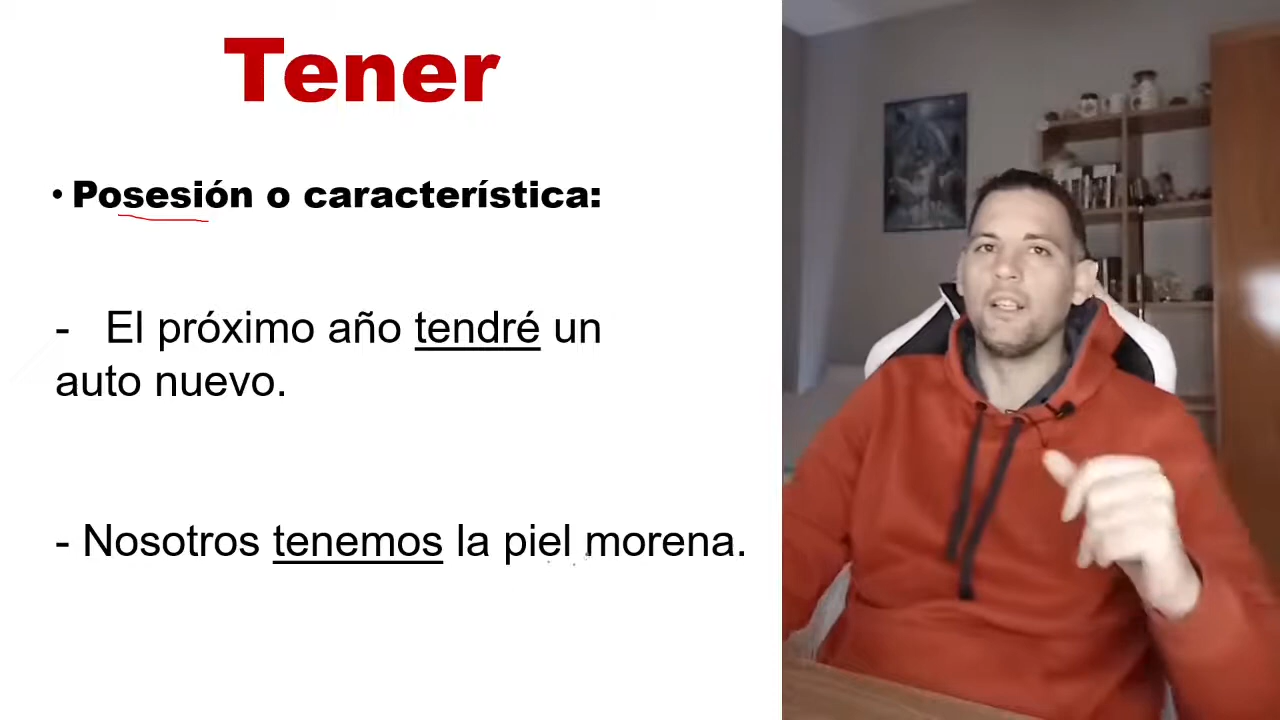 Tener
• Posesión o característica:
- El próximo año tendré un
auto nuevo.
- Nosotros tenemos la piel morena.